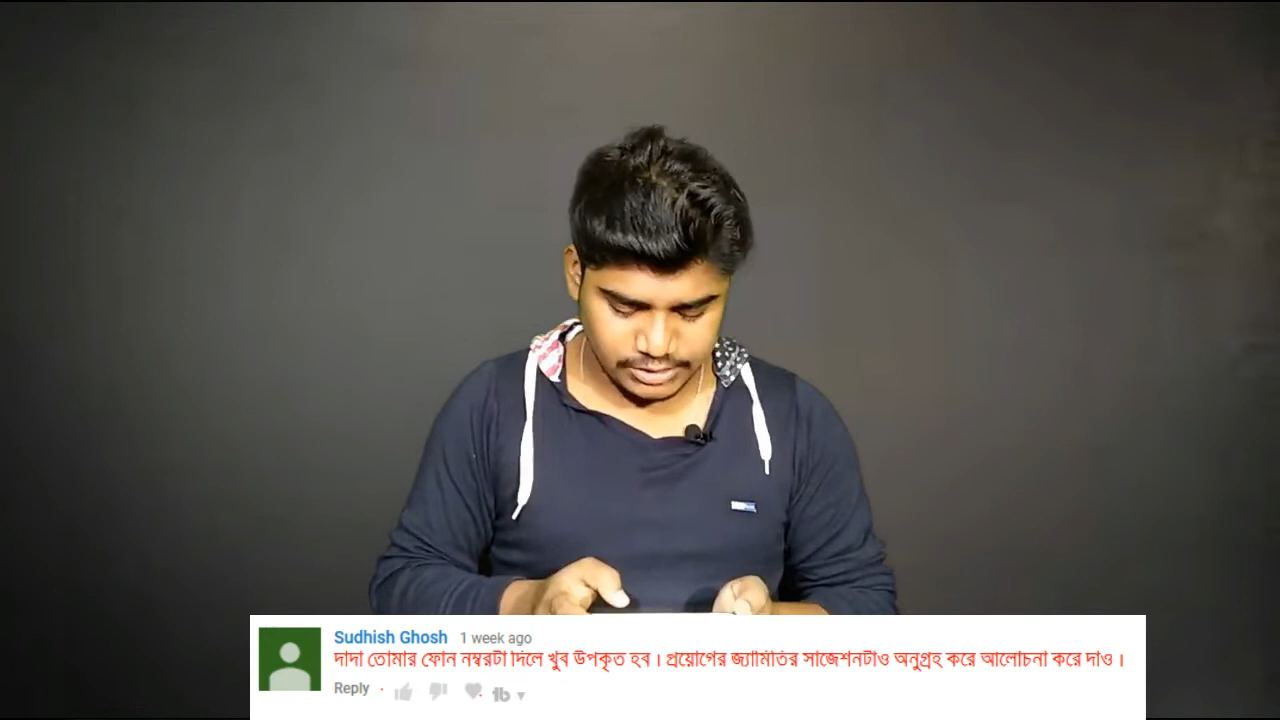 Sudhish Ghosh 1 week ago
দাদা তোমার ফোন নম্বরটা দিলে খুব উপকৃত হব । প্রয়োগের জ্যামিতির সাজেশনটাও অনুগ্রহ করে আলোচনা করে দাও ।
Reply